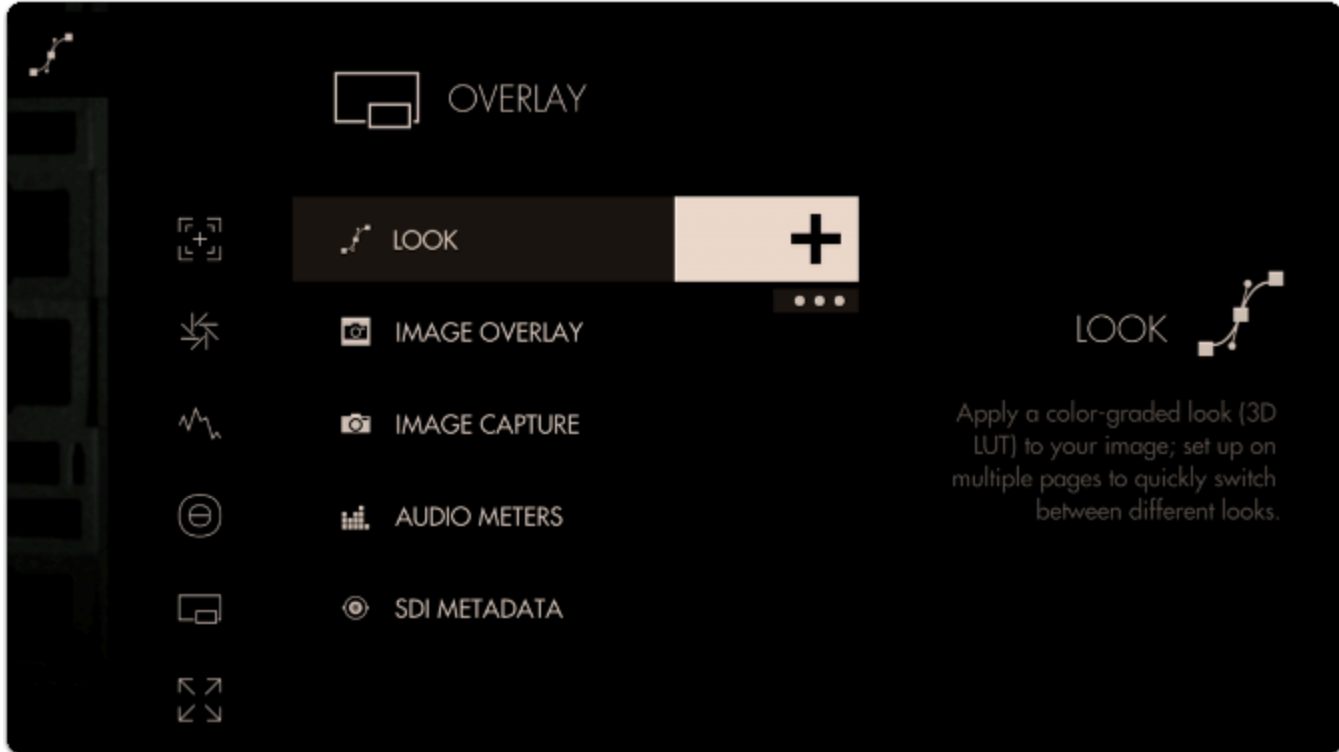 OVERLAY
LOOK
IMAGE OVERLAY
IMAGE CAPTURE
AUDIO METERS
SDI METADATA
LOOK
Apply a color-graded look (3D
LUT) to your image; set up on
multiple pages to quickly switch
between different looks.